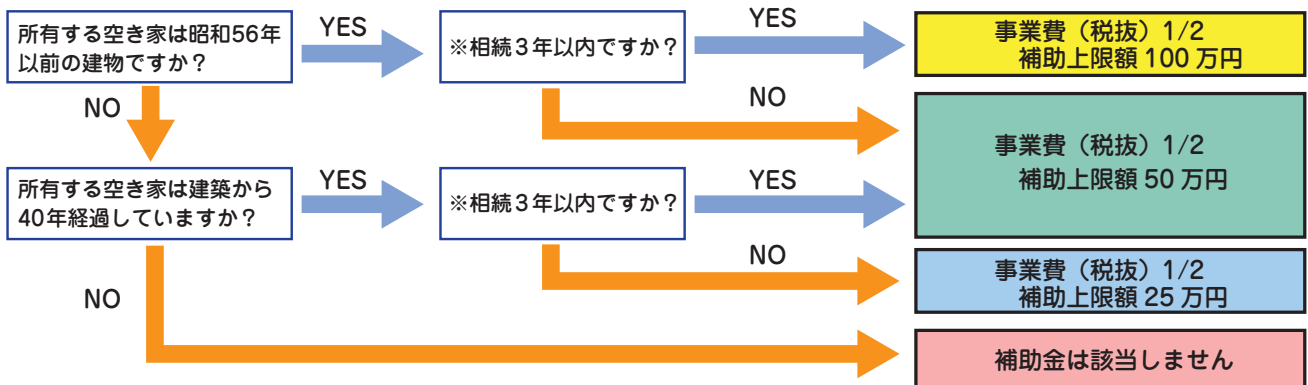 所有する空き家は昭和56年
以前の建物ですか？
YES
※相続3年以内ですか？
YES
事業費（税抜）1/2
補助上限額 100 万円
NO
NO
事業費（税抜）1/2
補助上限額 50 万円
所有する空き家は建築から
40年経過していますか？
YES
※相続3年以内ですか？
YES
NO
事業費（税抜）1/2
補助上限額 25 万円
NO
補助金は該当しません